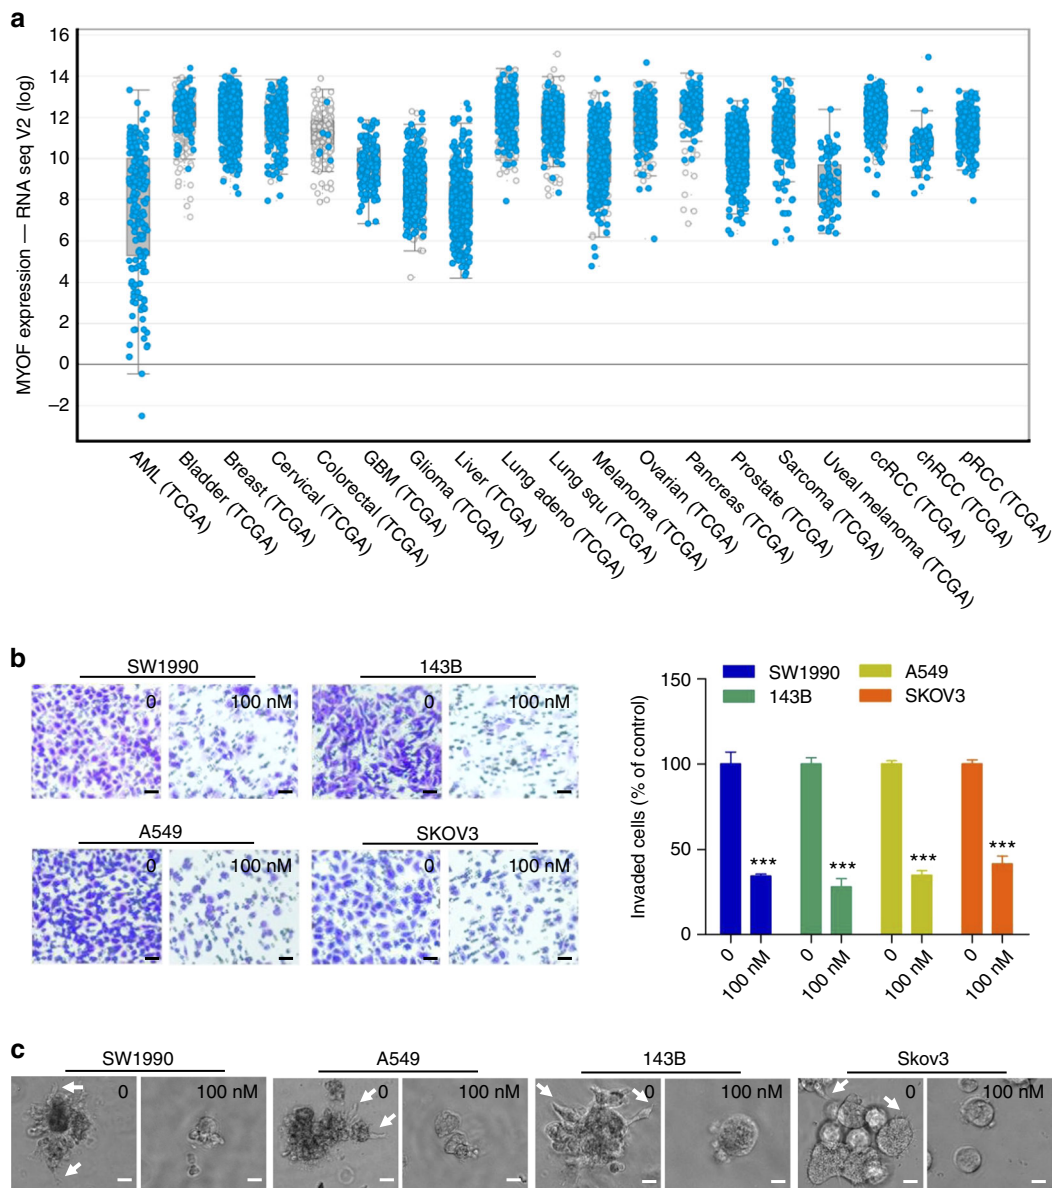 a
MYOF expression — RNA seq V2 (log)
16
14
12
10
8
6
4
2
0
–2
AML (TCGA)
Bladder (TCGA)
Breast (TCGA)
Cervical (TCGA)
Colorectal (TCGA)
GBM (TCGA)
Glioma (TCGA)
Liver (TCGA)
Lung adeno (TCGA)
Lung squ (TCGA)
Melanoma (TCGA)
Ovarian (TCGA)
Pancreas (TCGA)
Prostate (TCGA)
Sarcoma (TCGA)
Uveal melanoma (TCGA)
ccRCC (TCGA)
chRCC (TCGA)
pRCC (TCGA)
b
SW1990
0
100 nM
143B
0
100 nM
A549
0
100 nM
SKOV3
0
100 nM
SW1990
143B
A549
SKOV3
Invaded cells (% of control)
150
100
50
0
***
***
***
***
0
100 nM
0
100 nM
0
100 nM
0
100 nM
c
SW1990
0
100 nM
A549
0
100 nM
143B
0
100 nM
Skov3
0
100 nM